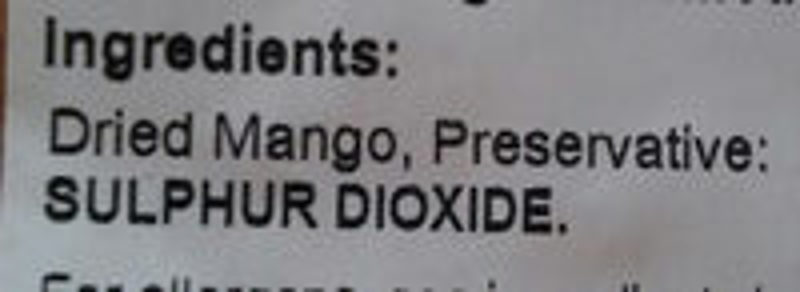 Ingredients:
Dried Mango, Preservative:
SULPHUR DIOXIDE.